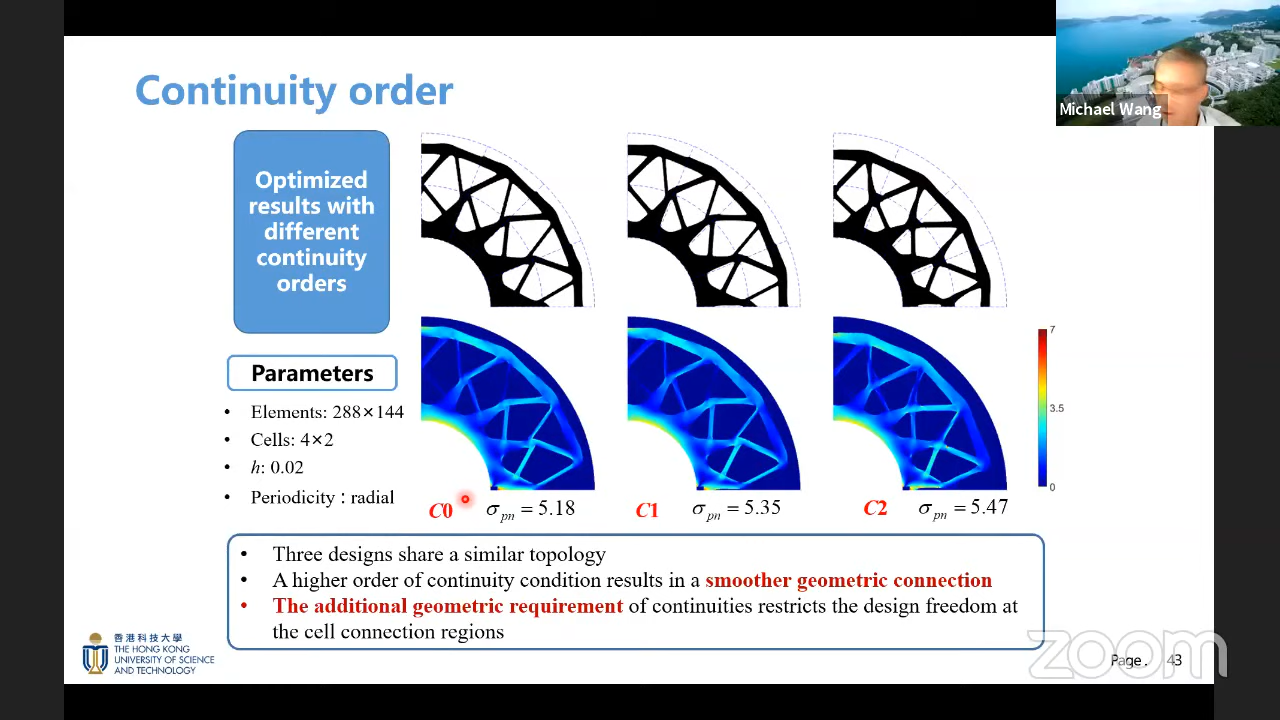 Continuity order
Michael Wang
Optimized
results with
different
continuity
orders
Parameters
• Elements: 288×144
• Cells: 4×2
• h: 0.02
• Periodicity : radial
7
3.5
0
C0 σpn = 5.18
C1 σpn = 5.35
C2 σpn = 5.47
• Three designs share a similar topology
• A higher order of continuity condition results in a smoother geometric connection
• The additional geometric requirement of continuities restricts the design freedom at
the cell connection regions
香港科技大學
THE HONG KONG
UNIVERSITY OF SCIENCE
AND TECHNOLOGY
zoom
Page . 43